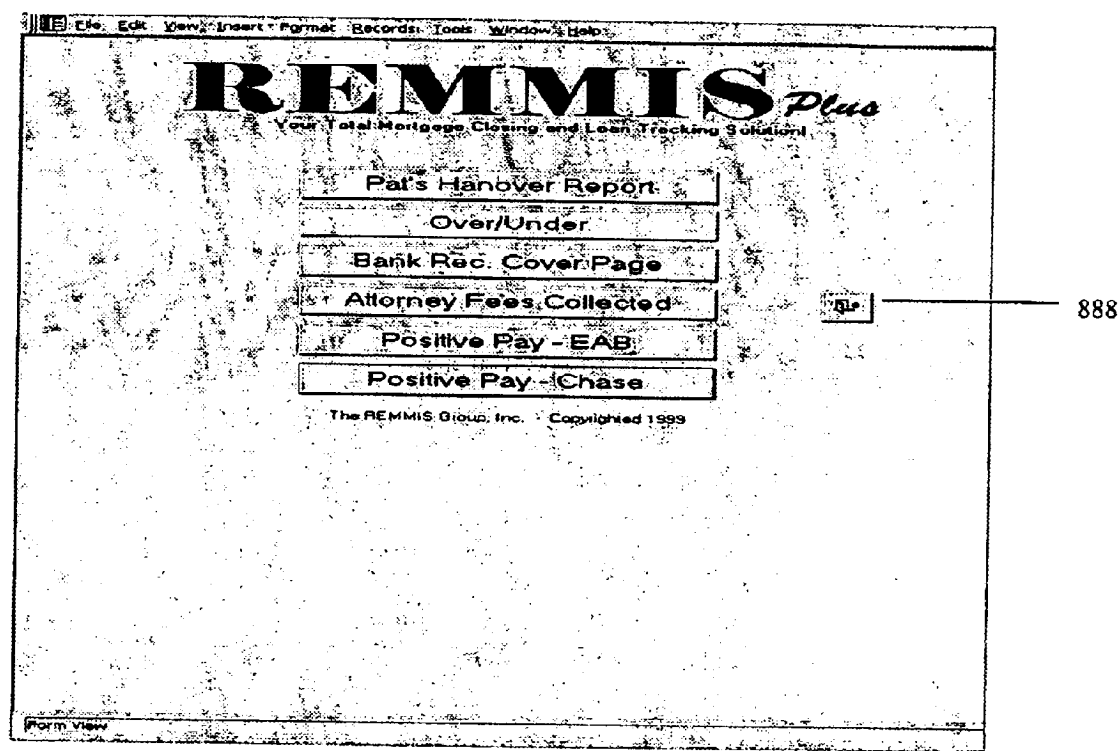 File Edit View Insert Format Records Tools Window Help
REMMIS Plus
Your Total Mortgage Closing and Loan Tracking Solution!
Pat's Hanover Report
Over/Under
Bank Rec. Cover Page
Attorney Fees Collected
888
Positive Pay - EAB
Positive Pay - Chase
The REMMIS Group, Inc. - Copyrighted 1999
Form View